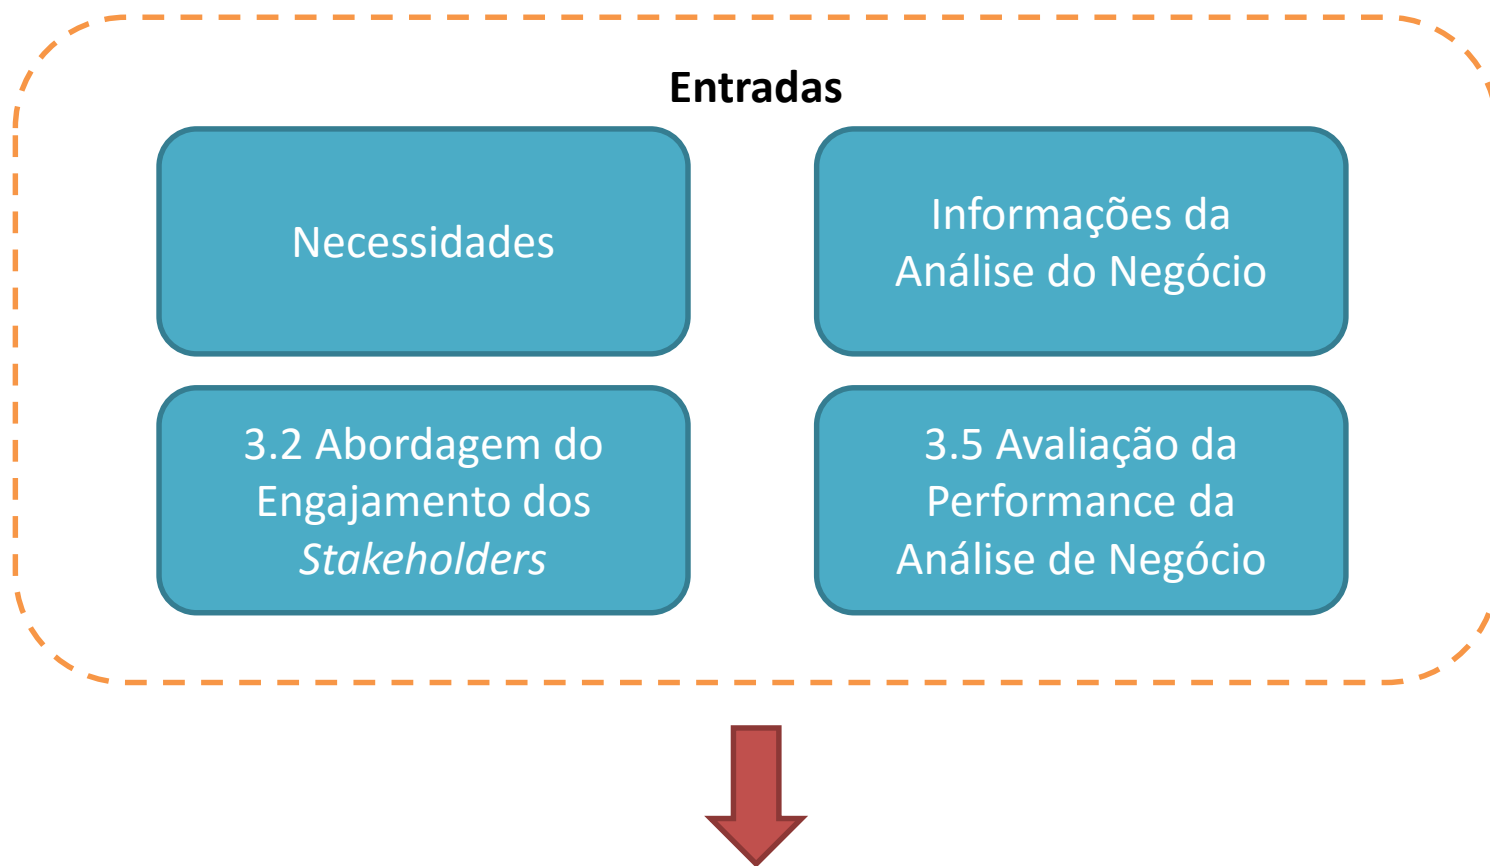 Entradas
Necessidades
Informações da
Análise do Negócio
3.2 Abordagem do
Engajamento dos
Stakeholders
3.5 Avaliação da
Performance da
Análise de Negócio